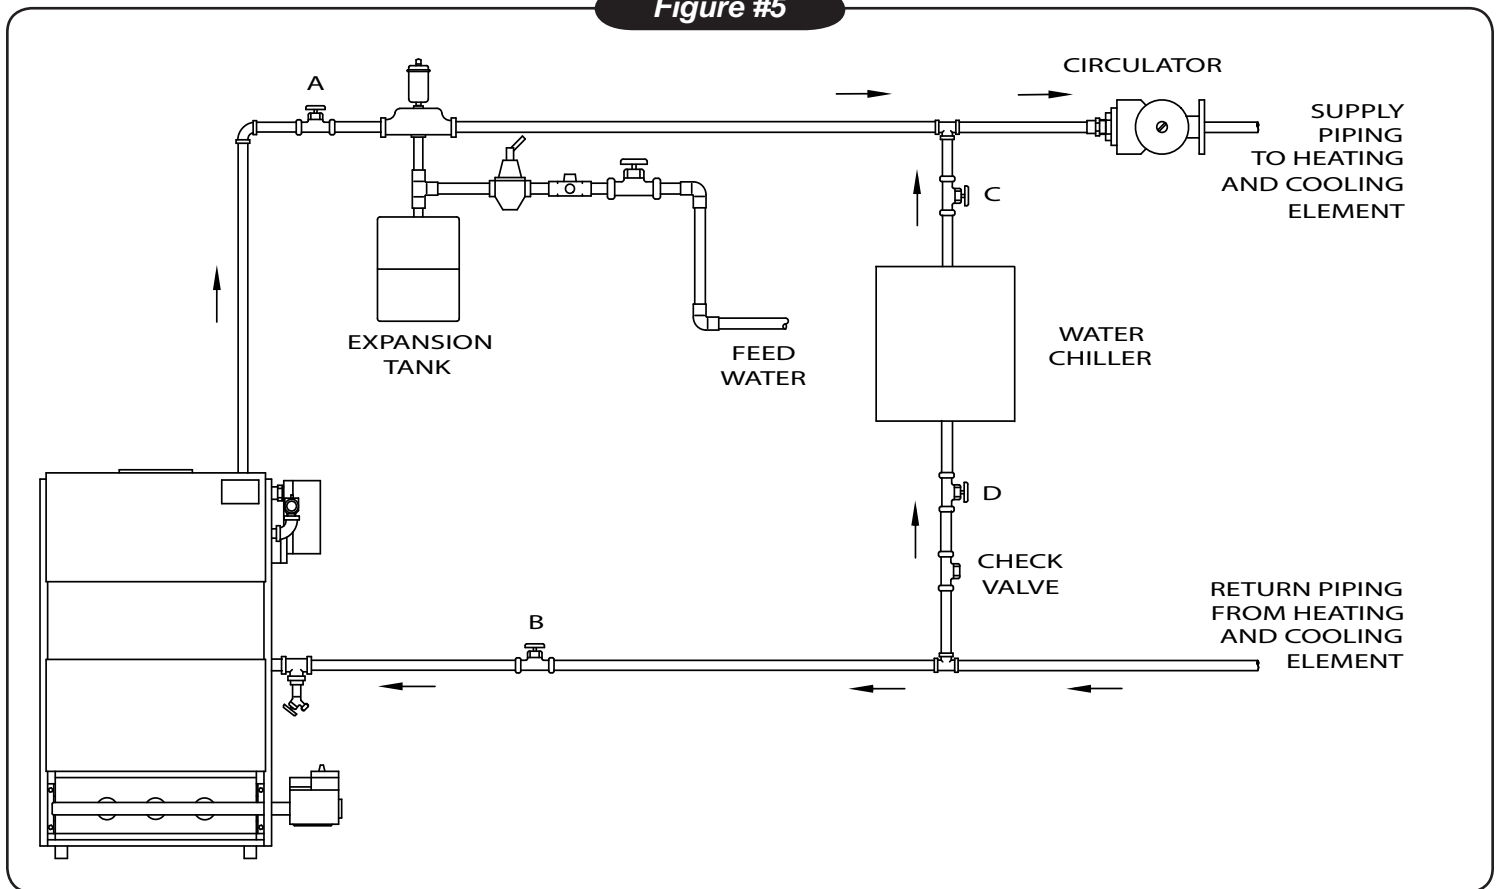 Figure #5
A
CIRCULATOR
SUPPLY
PIPING
TO HEATING
AND COOLING
ELEMENT
C
EXPANSION
TANK
FEED
WATER
WATER
CHILLER
D
CHECK
VALVE
B
RETURN PIPING
FROM HEATING
AND COOLING
ELEMENT